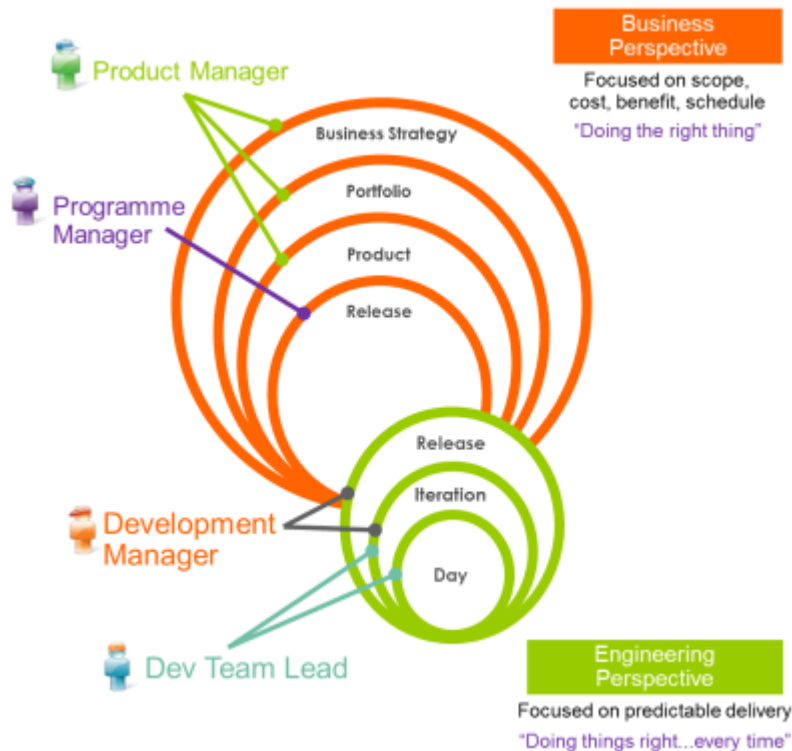 Business
Perspective
Focused on scope,
cost, benefit, schedule
"Doing the right thing"
Product Manager
Business Strategy
Portfolio
Programme
Manager
Product
Release
Release
Iteration
Development
Manager
Day
Dev Team Lead
Engineering
Perspective
Focused on predictable delivery
"Doing things right...every time"